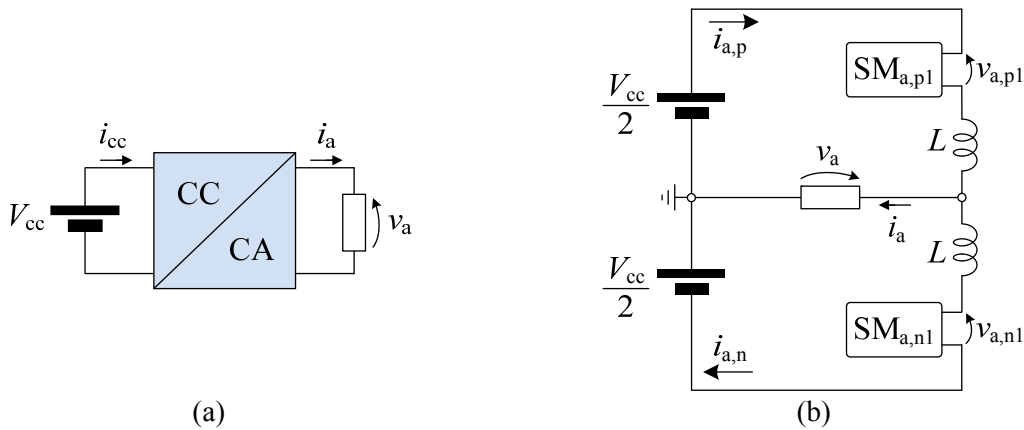 i_cc
i_a
V_cc
CC
CA
v_a
(a)
i_a,p
SM_a,p1
v_a,p1
V_cc
2
L
v_a
i_a
L
V_cc
2
SM_a,n1
v_a,n1
i_a,n
(b)